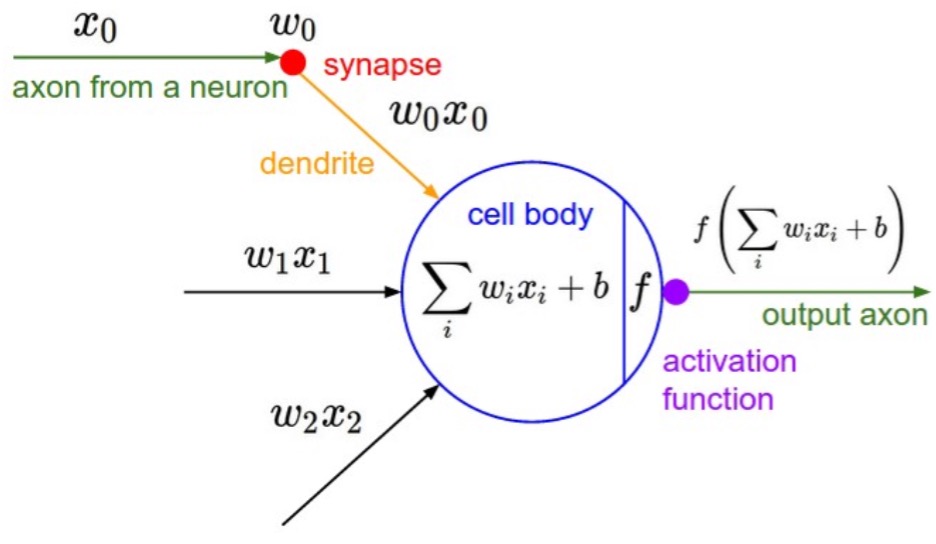 x₀
w₀
synapse
axon from a neuron
w₀x₀
dendrite
cell body
f(∑ᵢ wᵢxᵢ + b)
w₁x₁
∑ᵢ wᵢxᵢ + b
f
output axon
activation
function
w₂x₂